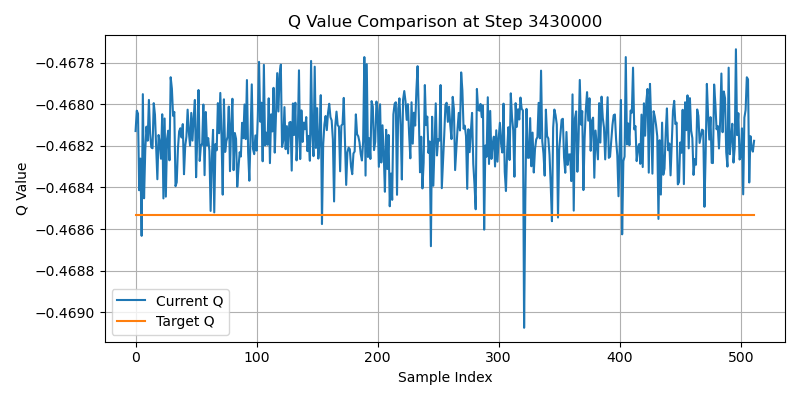 Q Value Comparison at Step 3430000
Q Value
−0.4678
−0.4680
−0.4682
−0.4684
−0.4686
−0.4688
−0.4690
Current Q
Target Q
0
100
200
300
400
500
Sample Index